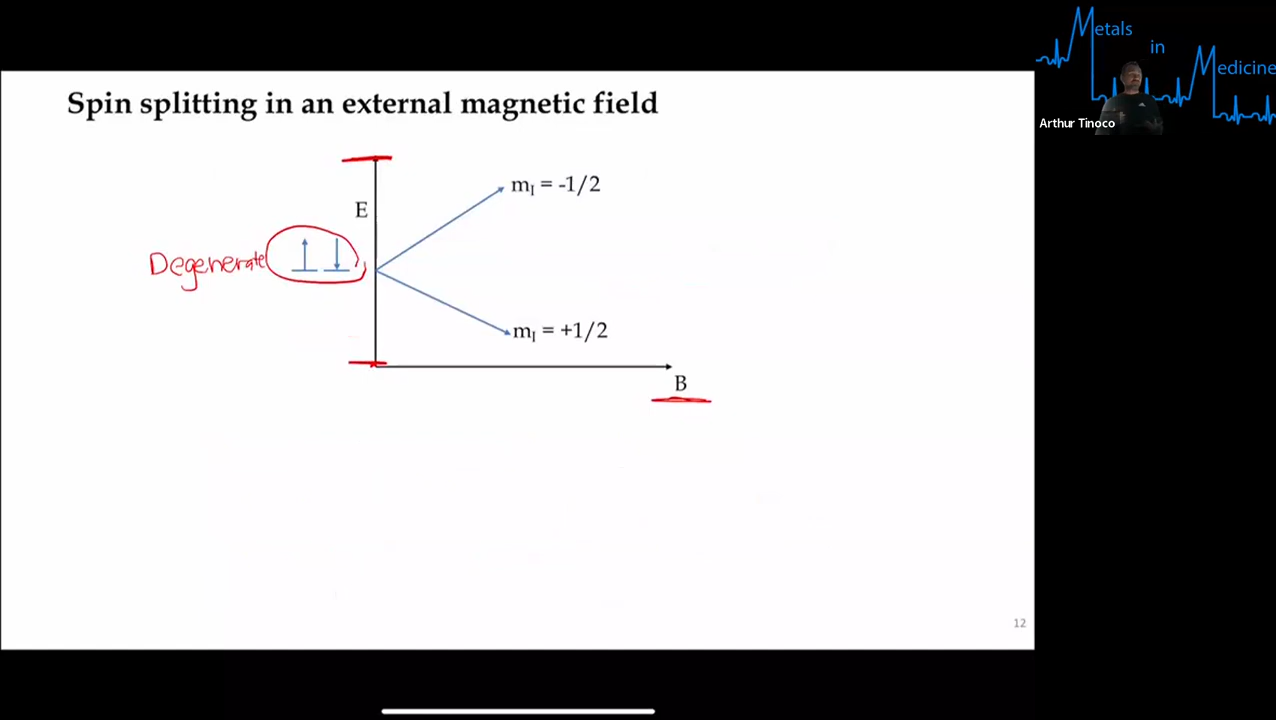 Metals
in
Medicine
Arthur Tinoco
Spin splitting in an external magnetic field
mI = -1/2
E
Degenerate
mI = +1/2
B
12